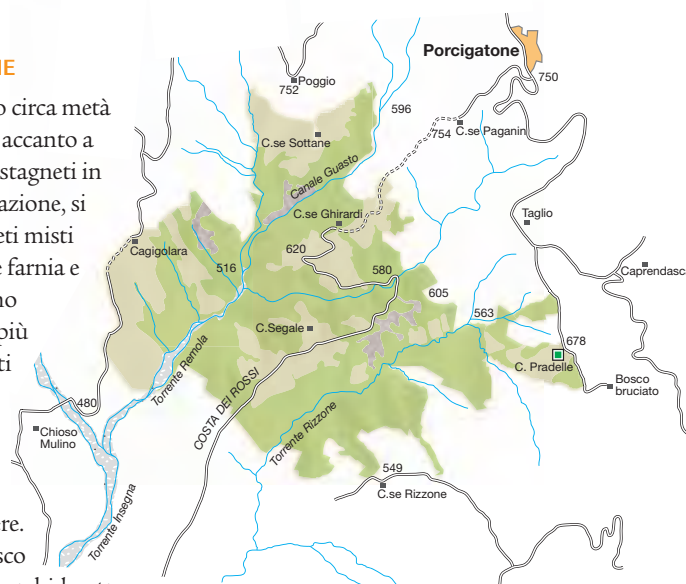 NE
o circa metà
accanto a
stagneti in
azione, si
eti misti
e farnia e
no
più
ti
ere.
sco
Porcigatone
750
Poggio
752
596
754
C.se Paganin
C.se Sottane
Canale Guasto
C.se Ghirardi
Taglio
Cagigolara
620
516
580
Caprendasca
605
563
C.Segale
678
C. Pradelle
Torrente Remola
COSTA DEI ROSSI
Bosco
bruciato
480
Chioso
Mulino
Torrente Rizzone
549
C.se Rizzone
Torrente Insegna